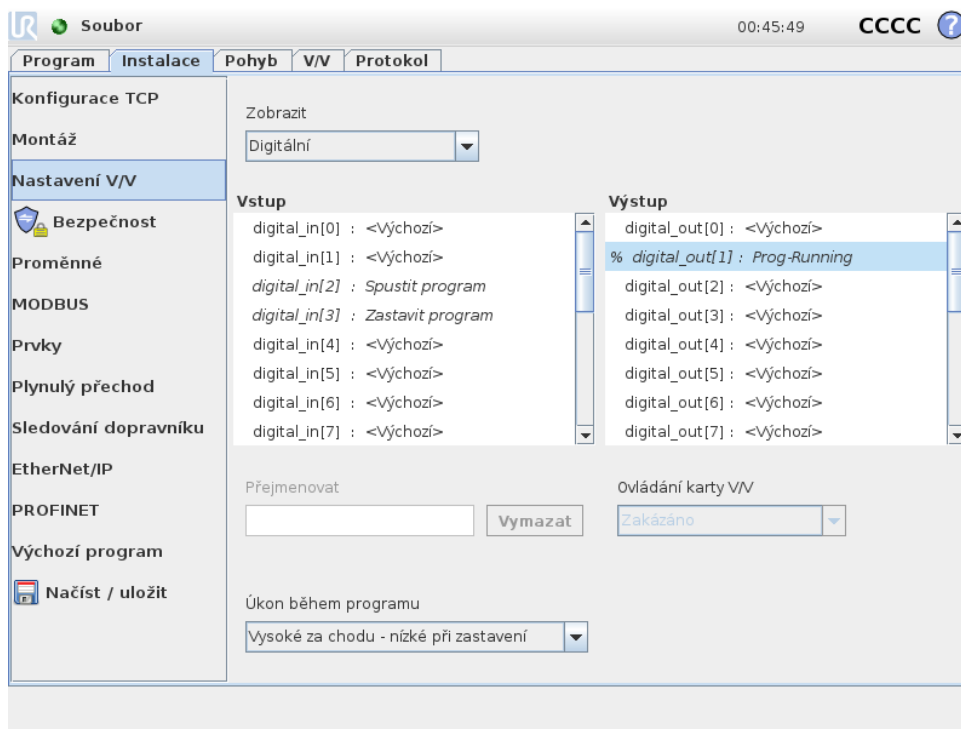 UR Soubor 00:45:49 CCCC ?
Program Instalace Pohyb V/V Protokol
Konfigurace TCP
Montáž
Nastavení V/V
Bezpečnost
Proměnné
MODBUS
Prvky
Plynulý přechod
Sledování dopravníku
EtherNet/IP
PROFINET
Výchozí program
Načíst / uložit
Zobrazit
Digitální
Vstup
digital_in[0] : <Výchozí>
digital_in[1] : <Výchozí>
digital_in[2] : Spustit program
digital_in[3] : Zastavit program
digital_in[4] : <Výchozí>
digital_in[5] : <Výchozí>
digital_in[6] : <Výchozí>
digital_in[7] : <Výchozí>
Výstup
digital_out[0] : <Výchozí>
% digital_out[1] : Prog-Running
digital_out[2] : <Výchozí>
digital_out[3] : <Výchozí>
digital_out[4] : <Výchozí>
digital_out[5] : <Výchozí>
digital_out[6] : <Výchozí>
digital_out[7] : <Výchozí>
Přejmenovat
Vymazat
Ovládání karty V/V
Zakázáno
Úkon během programu
Vysoké za chodu - nízké při zastavení